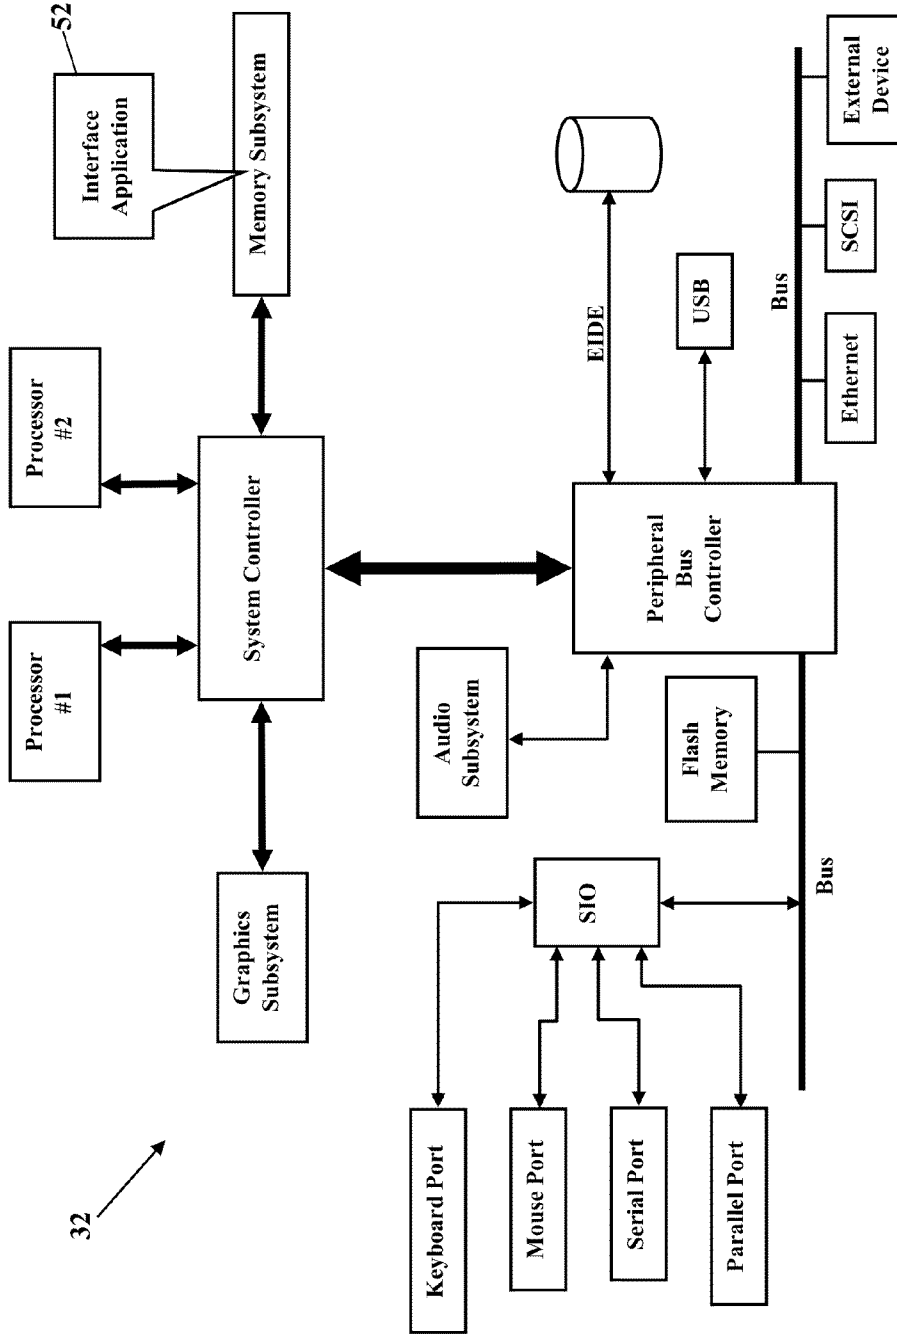 32
52
Interface
Application
Processor
#1
Processor
#2
Graphics
Subsystem
System Controller
Memory Subsystem
Keyboard Port
Mouse Port
Serial Port
Parallel Port
SIO
Audio
Subsystem
Flash
Memory
Peripheral
Bus
Controller
EIDE
USB
Bus
Bus
Ethernet
SCSI
External
Device